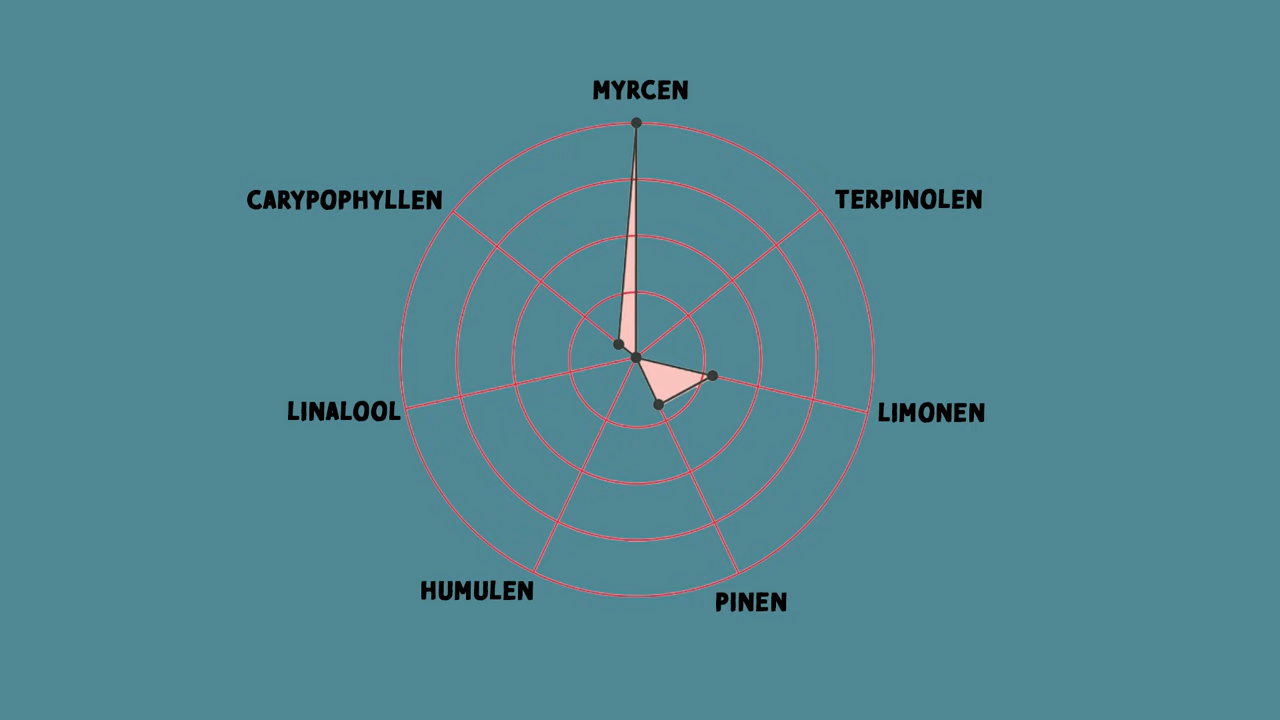 MYRCEN
CARYPOPHYLLEN
TERPINOLEN
LINALOOL
LIMONEN
HUMULEN
PINEN